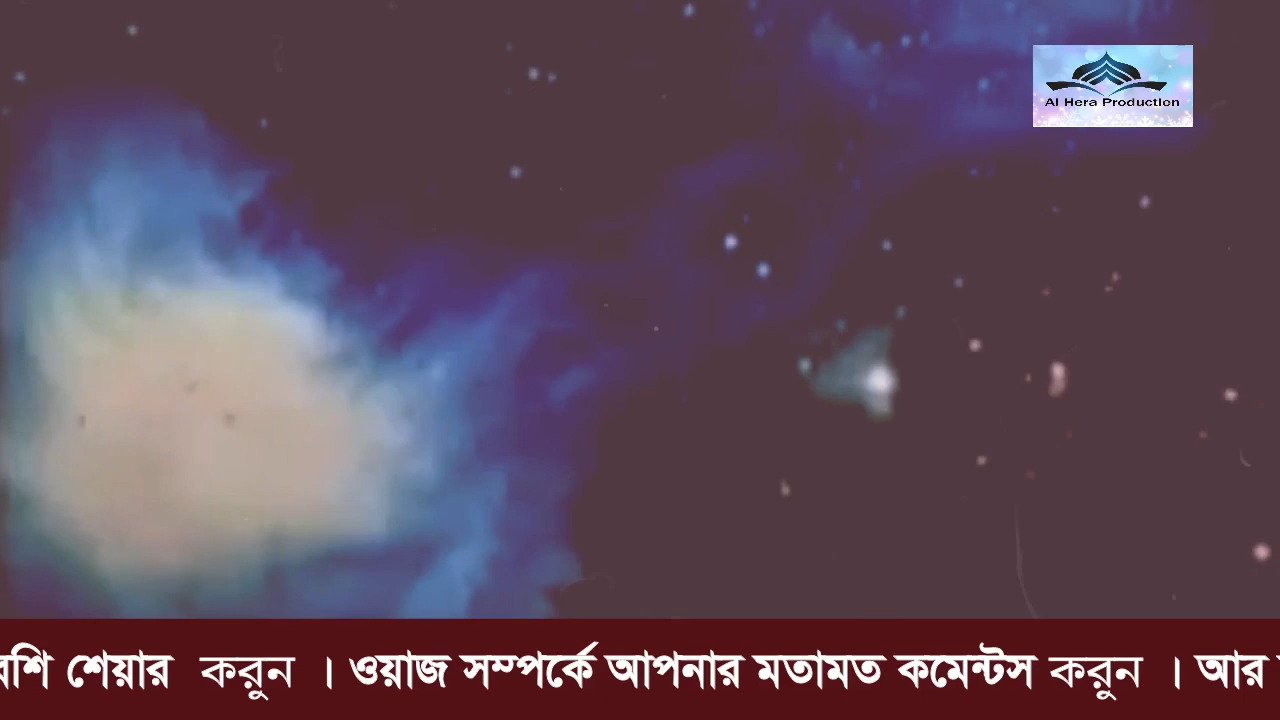 Al Hera Production
শেয়ার করুন । ওয়াজ সম্পর্কে আপনার মতামত কমেন্টস করুন । আর